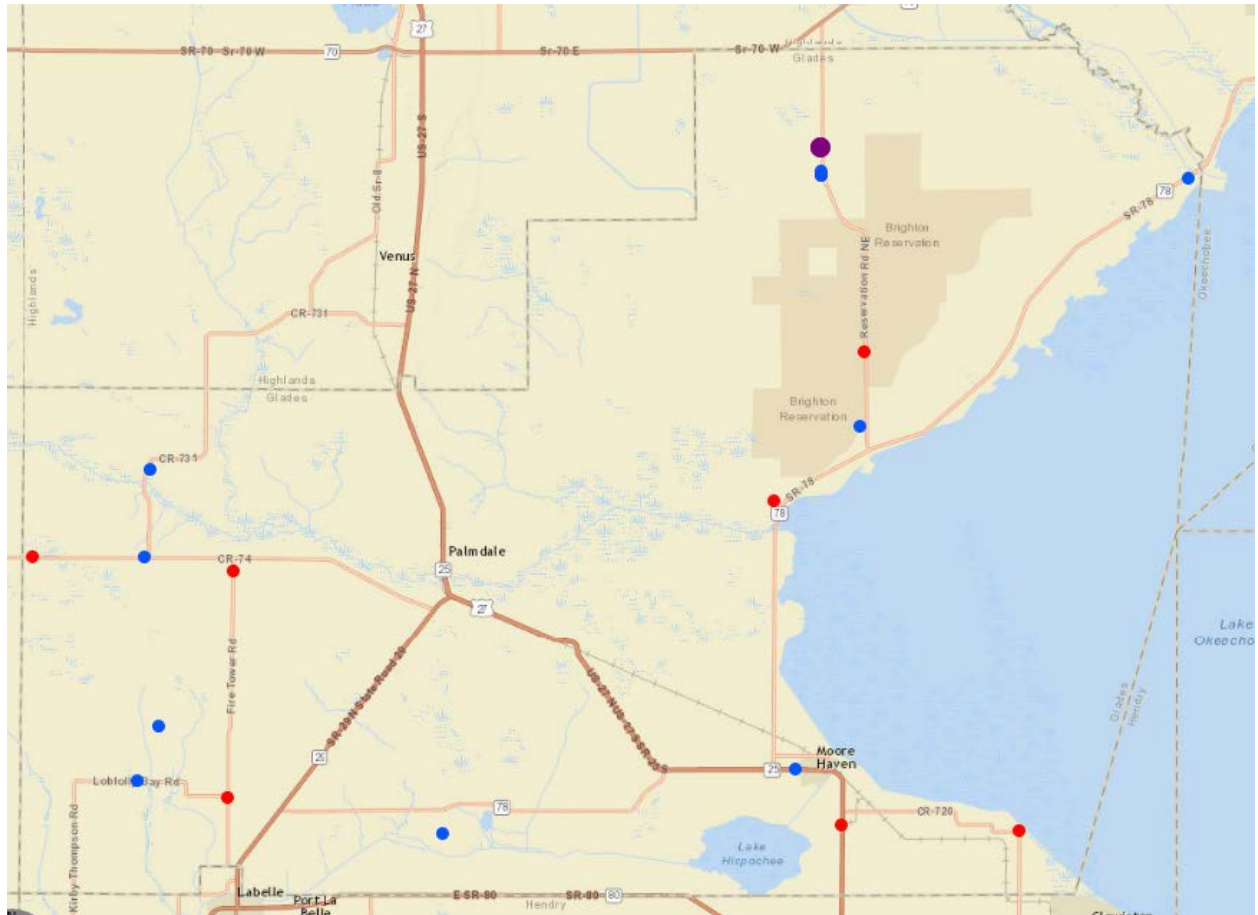 27
70
SR-70 Sr-70 W
70
Sr-70 E
Sr-70 W
Highlands
Glades
US-27 S
Old Sr-8
78
SR-78
Brighton
Reservation
Okeechobee
Venus
US-27 N
Highlands
CR-731
Reservation Rd NE
Highlands
Glades
Brighton
Reservation
CR-731
SR-78
78
CR-74
Palmdale
25
27
Lake
Okeecho
Fire Tower Rd
SR-29 N State Road 29
US-27 N US-27 S SR-25 S
Glades
Hendry
29
Moore
Haven
25
Loblolly Bay Rd
78
CR-720
Kirby Thompson Rd
Lake
Hispochee
Labelle
Port La
Belle
E SR-80
SR-80
80
Hendry